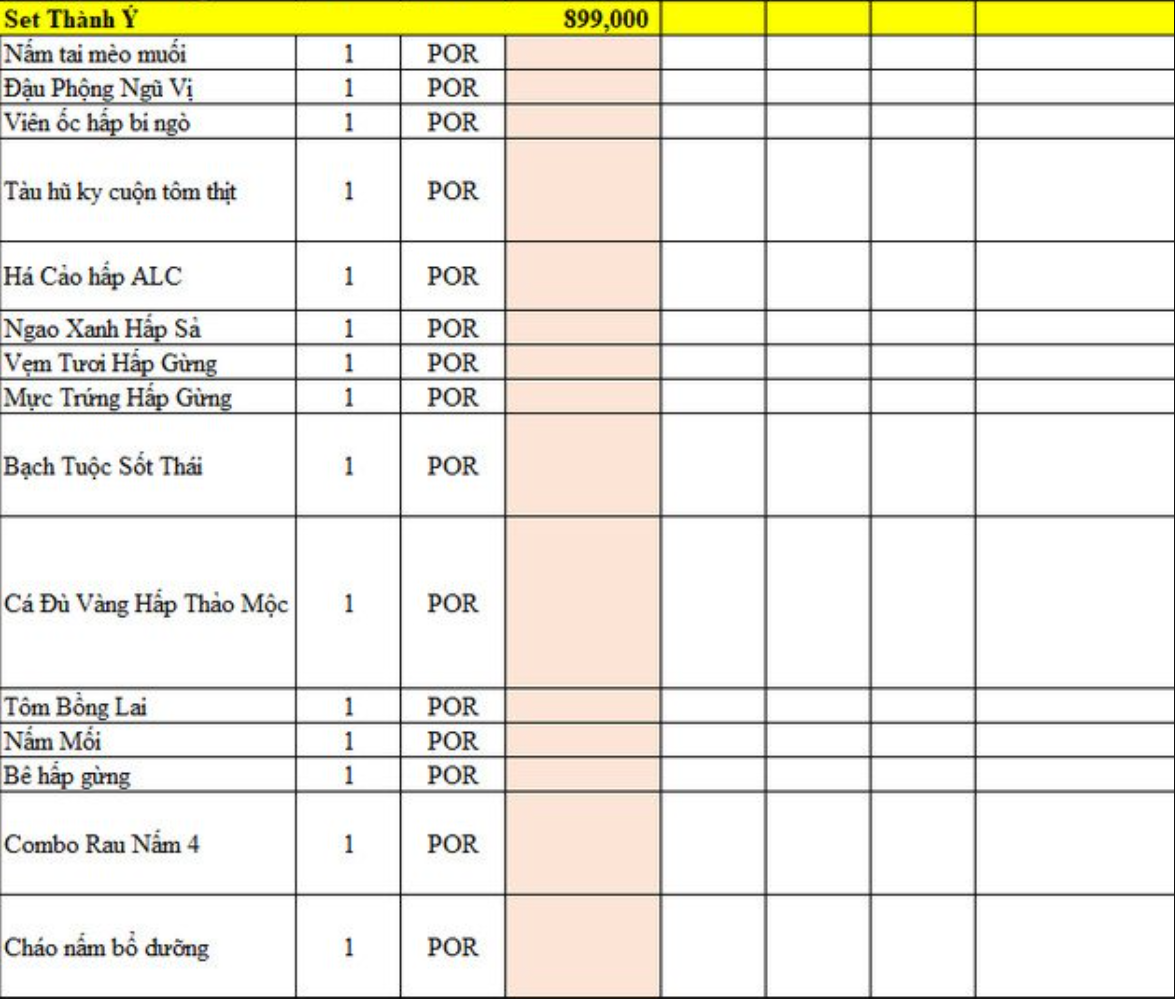 Set Thành Ý 899,000
Nấm tai mèo muối 1 POR
Đậu Phộng Ngũ Vị 1 POR
Viên ốc hấp bí ngò 1 POR
Tàu hũ ky cuộn tôm thịt 1 POR
Há Cảo hấp ALC 1 POR
Ngao Xanh Hấp Sả 1 POR
Vẹm Tươi Hấp Gừng 1 POR
Mực Trứng Hấp Gừng 1 POR
Bạch Tuộc Sốt Thái 1 POR
Cá Đù Vàng Hấp Thảo Mộc 1 POR
Tôm Bồng Lai 1 POR
Nấm Mối 1 POR
Bê hấp gừng 1 POR
Combo Rau Nấm 4 1 POR
Cháo nấm bổ dưỡng 1 POR